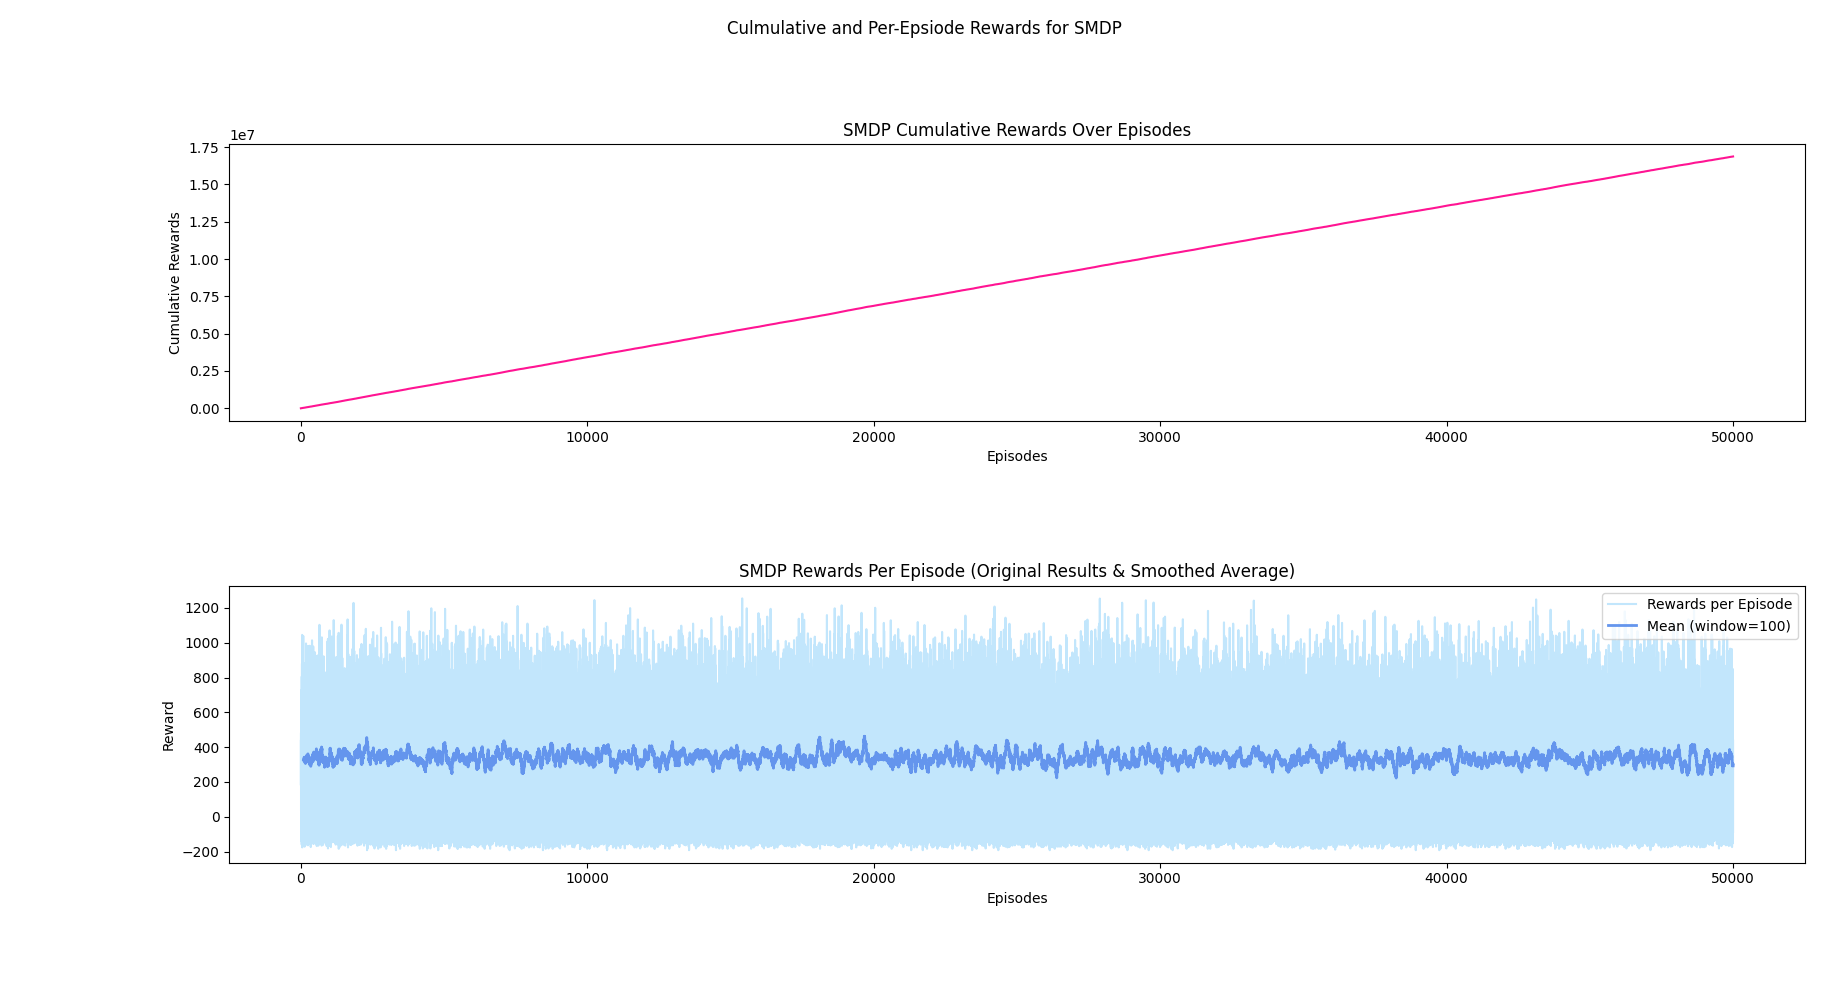 Culmulative and Per-Epsiode Rewards for SMDP
SMDP Cumulative Rewards Over Episodes
1e7
1.75
1.50
1.25
1.00
0.75
0.50
0.25
0.00
Cumulative Rewards
0 10000 20000 30000 40000 50000
Episodes
SMDP Rewards Per Episode (Original Results & Smoothed Average)
Rewards per Episode
Mean (window=100)
1200
1000
800
600
400
200
0
−200
Reward
0 10000 20000 30000 40000 50000
Episodes